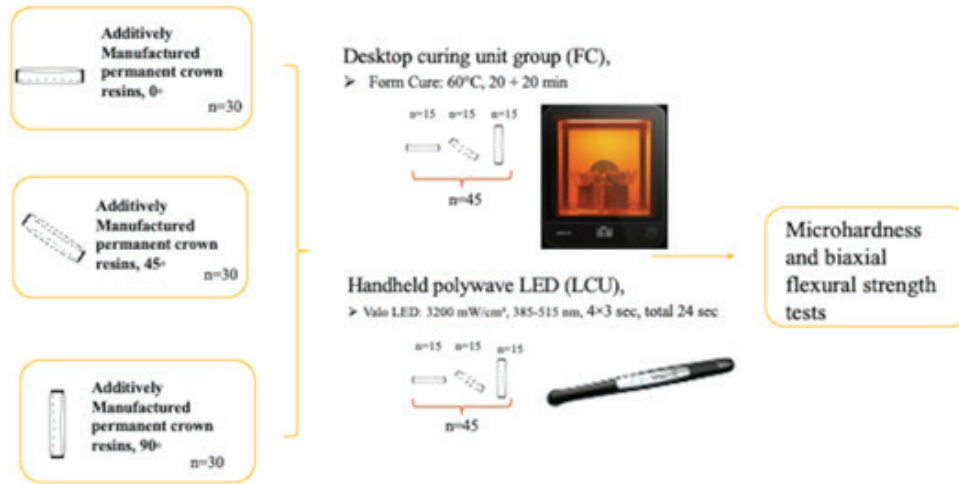 Additively
Manufactured
permanent crown
resins, 0°
n=30
Additively
Manufactured
permanent crown
resins, 45°
n=30
Additively
Manufactured
permanent crown
resins, 90°
n=30
Desktop curing unit group (FC),
➤ Form Cure: 60°C, 20 + 20 min
n=15 n=15 n=15
n=45
Handheld polywave LED (LCU),
➤ Valo LED: 3200 mW/cm², 385-515 nm, 4×3 sec, total 24 sec
n=15 n=15 n=15
n=45
Microhardness
and biaxial
flexural strength
tests